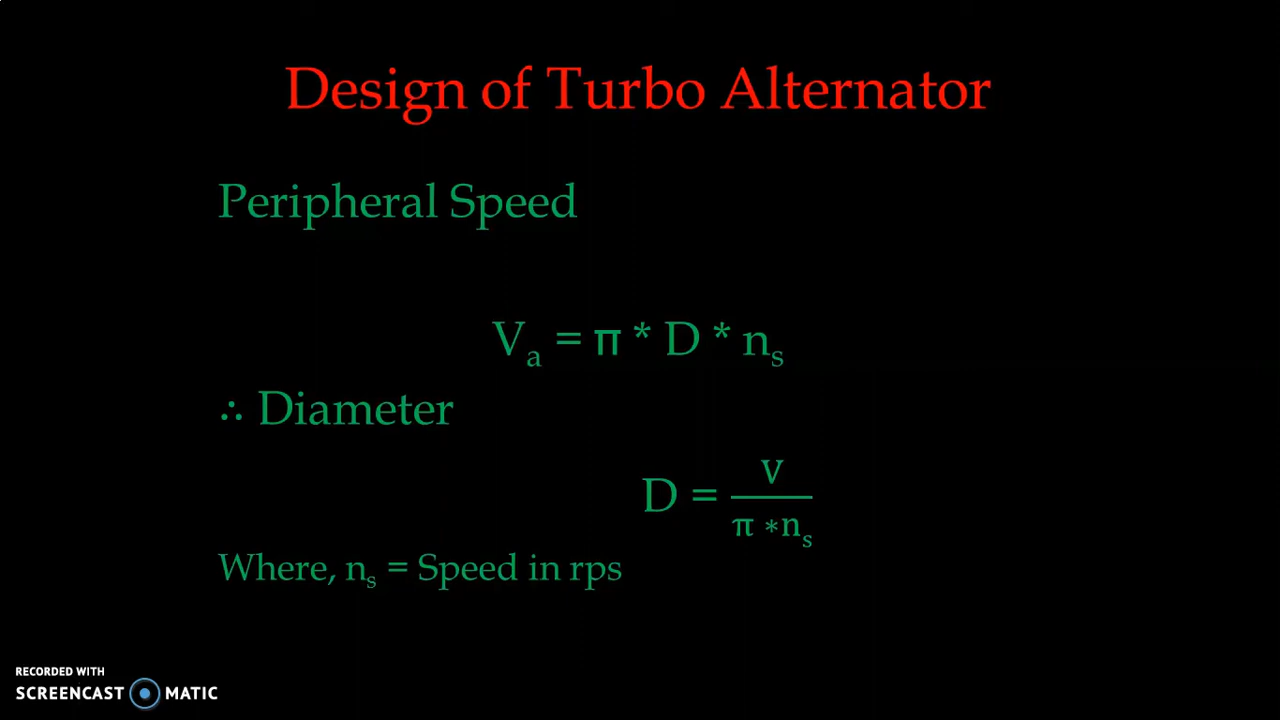 Design of Turbo Alternator
Peripheral Speed
Vₐ = π * D * nₛ
∴ Diameter
D = V / π *nₛ
Where, nₛ = Speed in rps
RECORDED WITH
SCREENCAST MATIC